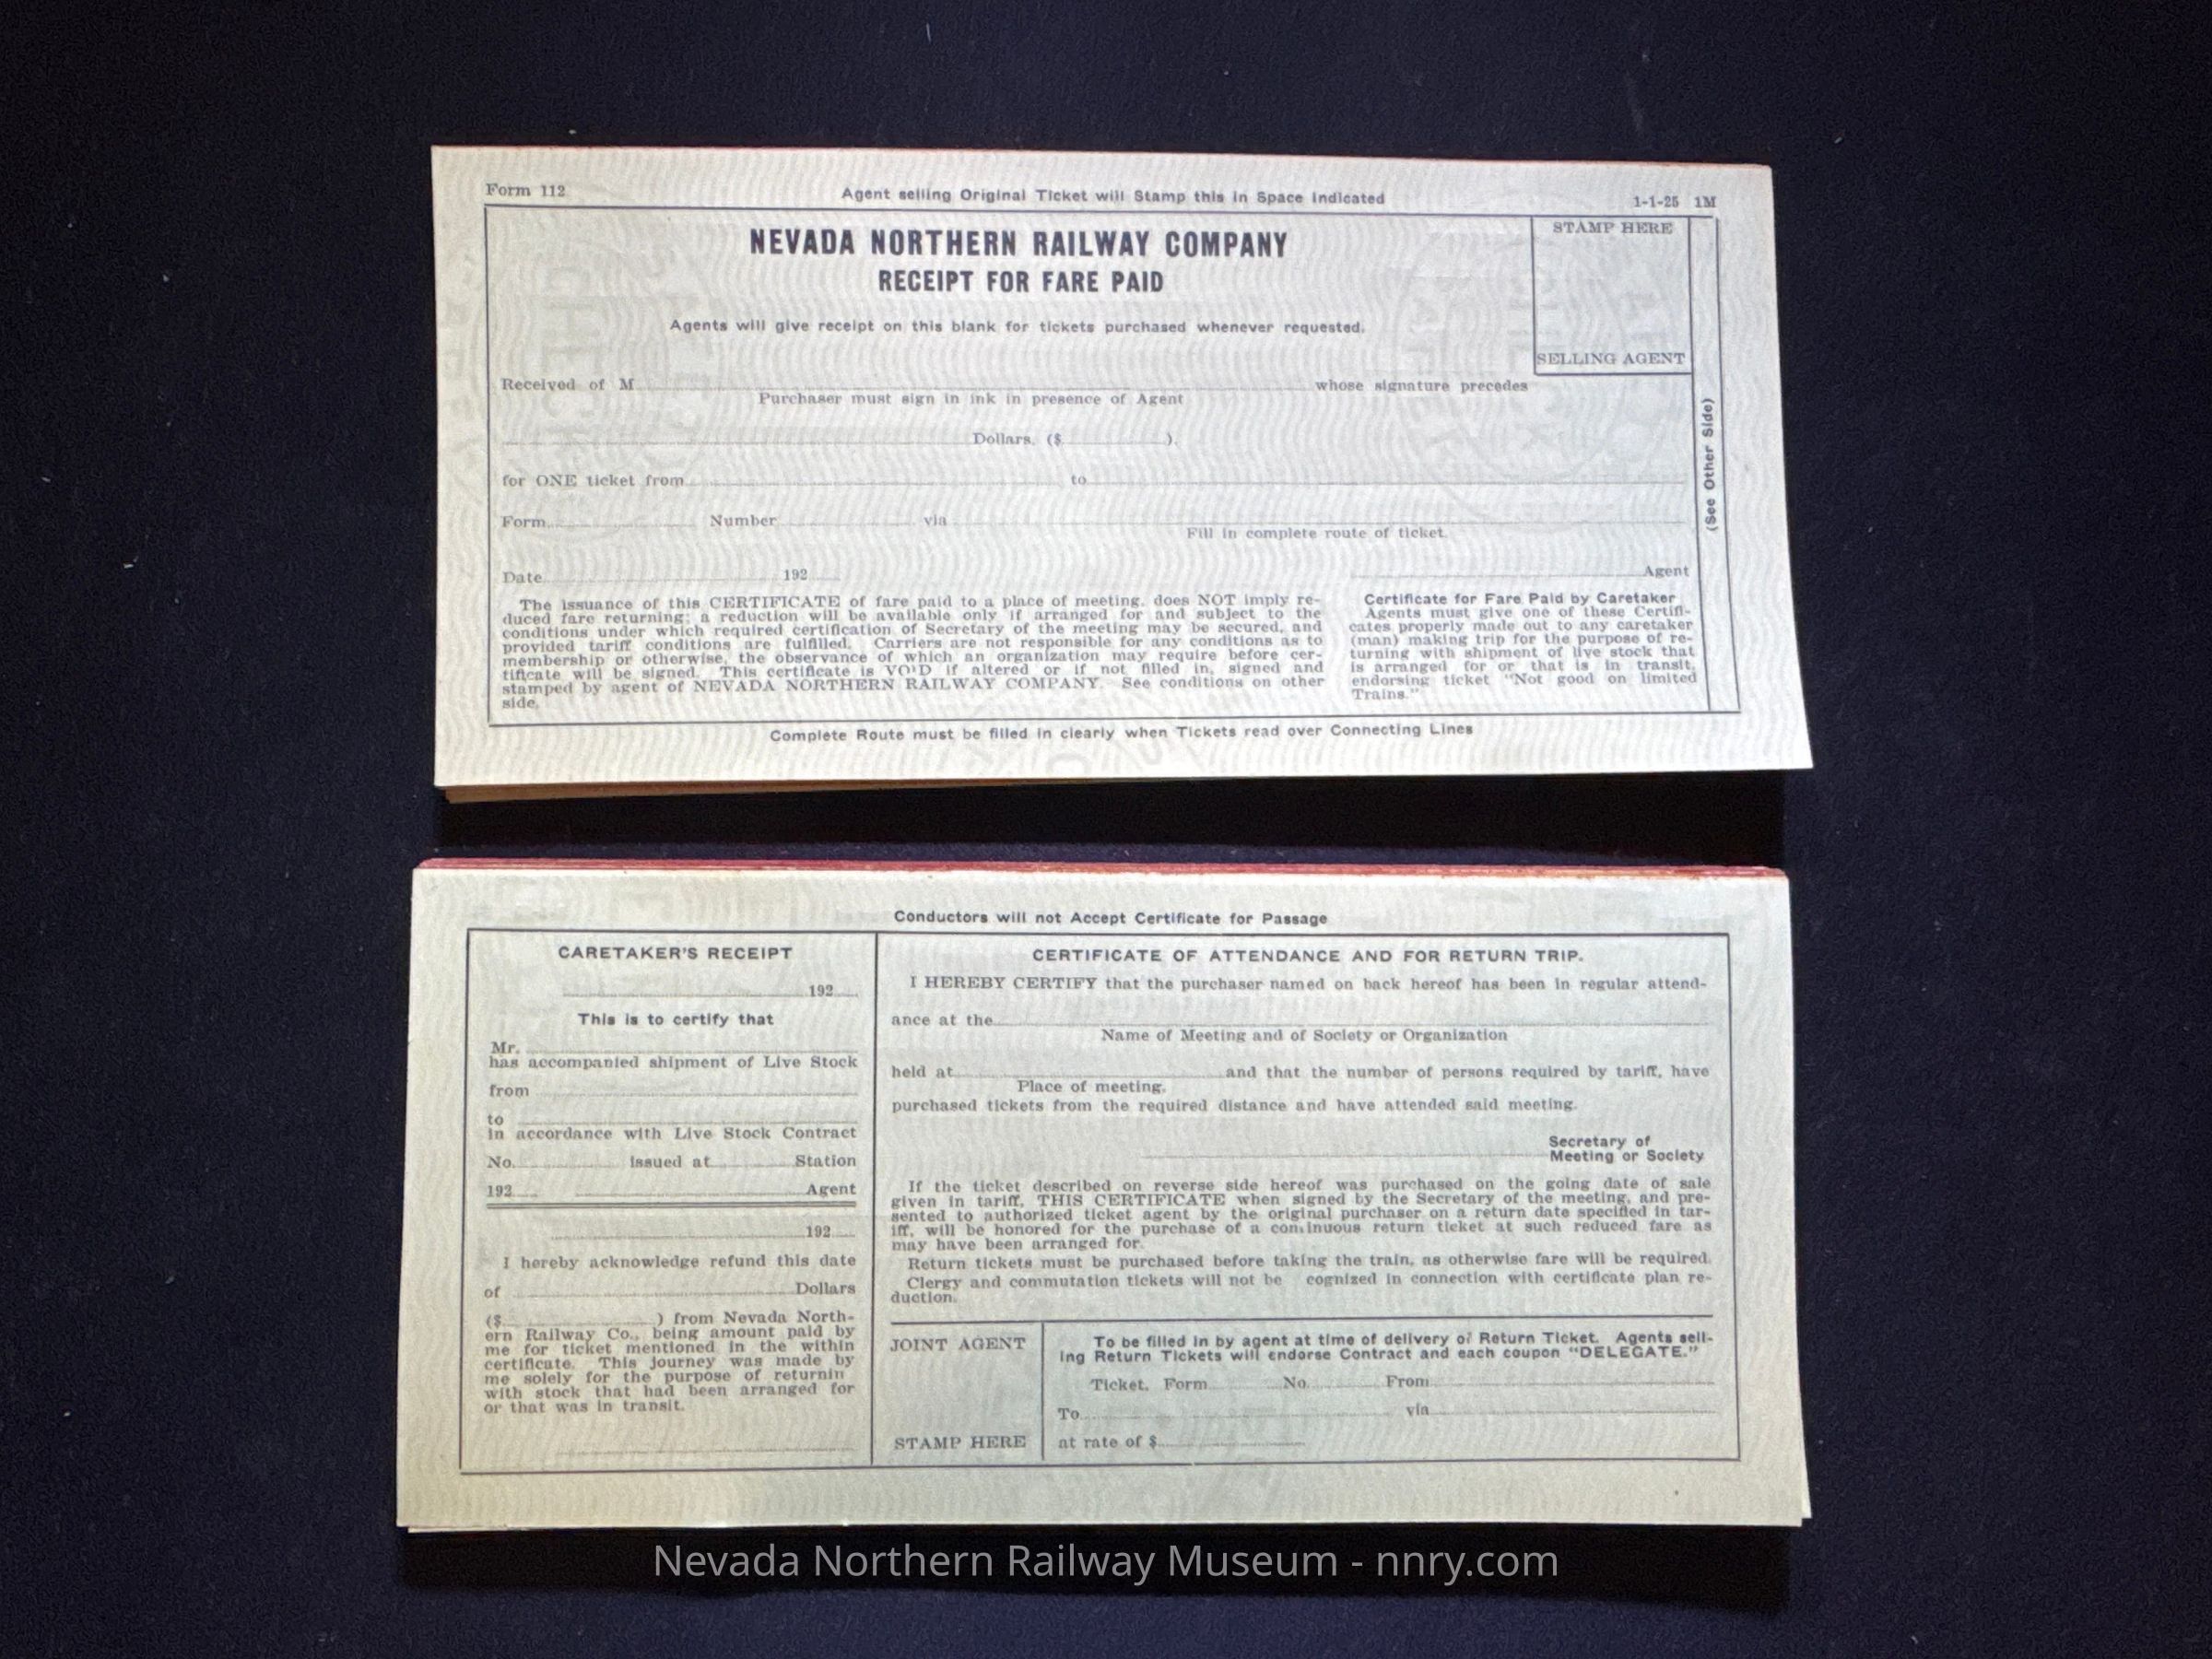 Form 112
Agent selling Original Ticket will Stamp this in Space Indicated
1-1-25 1M
NEVADA NORTHERN RAILWAY COMPANY
RECEIPT FOR FARE PAID
STAMP HERE
SELLING AGENT
(See Other Side)
Agents will give receipt on this blank for tickets purchased whenever requested.
Received of M whose signature precedes
Purchaser must sign in ink in presence of Agent
Dollars, ($ ).
for ONE ticket from to
Form Number via
Fill in complete route of ticket.
Date 192 Agent
The issuance of this CERTIFICATE of fare paid to a place of meeting, does NOT imply re-
duced fare returning; a reduction will be available only if arranged for and subject to the
conditions under which required certification of Secretary of the meeting may be secured, and
provided tariff conditions are fulfilled. Carriers are not responsible for any conditions as to
membership or otherwise, the observance of which an organization may require before cer-
tificate will be signed. This certificate is VOID if altered or if not filled in, signed and
stamped by agent of NEVADA NORTHERN RAILWAY COMPANY. See conditions on other
side.
Certificate for Fare Paid by Caretaker
Agents must give one of these Certifi-
cates properly made out to any caretaker
(man) making trip for the purpose of re-
turning with shipment of live stock that
is arranged for or that is in transit,
endorsing ticket "Not good on limited
Trains."
Complete Route must be filled in clearly when Tickets read over Connecting Lines
Conductors will not Accept Certificate for Passage
CARETAKER'S RECEIPT
192
This is to certify that
Mr.
has accompanied shipment of Live Stock
from
to
in accordance with Live Stock Contract
No. issued at Station
192 Agent
192
I hereby acknowledge refund this date
of Dollars
($ ) from Nevada North-
ern Railway Co., being amount paid by
me for ticket mentioned in the within
certificate. This journey was made by
me solely for the purpose of returnin
with stock that had been arranged for
or that was in transit.
CERTIFICATE OF ATTENDANCE AND FOR RETURN TRIP.
I HEREBY CERTIFY that the purchaser named on back hereof has been in regular attend-
ance at the
Name of Meeting and of Society or Organization
held at and that the number of persons required by tariff, have
Place of meeting.
purchased tickets from the required distance and have attended said meeting.
Secretary of
Meeting or Society
If the ticket described on reverse side hereof was purchased on the going date of sale
given in tariff, THIS CERTIFICATE when signed by the Secretary of the meeting, and pre-
sented to authorized ticket agent by the original purchaser on a return date specified in tar-
iff, will be honored for the purchase of a continuous return ticket at such reduced fare as
may have been arranged for.
Return tickets must be purchased before taking the train, as otherwise fare will be required.
Clergy and commutation tickets will not be cognized in connection with certificate plan re-
duction.
JOINT AGENT
STAMP HERE
To be filled in by agent at time of delivery of Return Ticket. Agents sell-
ing Return Tickets will endorse Contract and each coupon "DELEGATE."
Ticket. Form No. From
To via
at rate of $
Nevada Northern Railway Museum - nnry.com